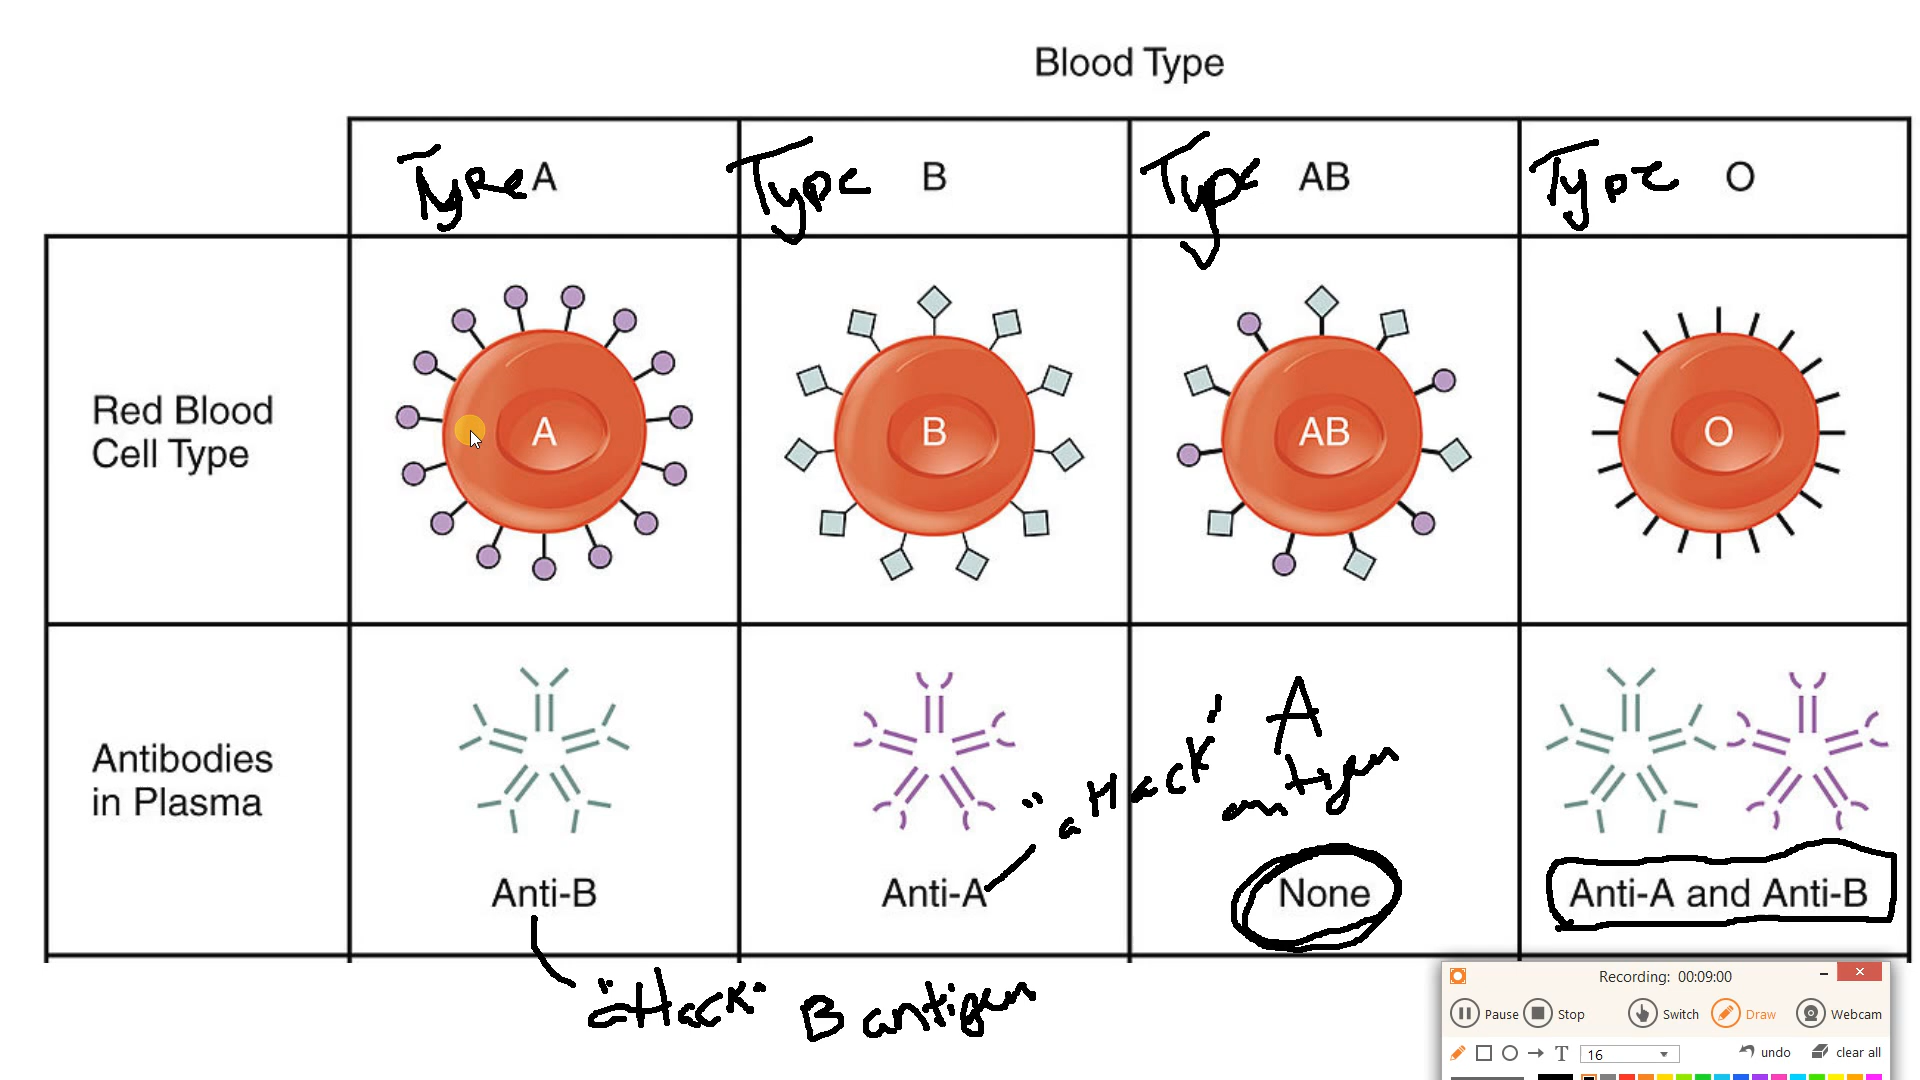 Blood Type
Type A
Type B
Type AB
Type O
Red Blood
Cell Type
A
B
AB
O
Antibodies
in Plasma
"attack" A
antigen
Anti-B
Anti-A
None
Anti-A and Anti-B
"attack" B antigen
Recording: 00:09:00
Pause
Stop
Switch
Draw
Webcam
T
16
undo
clear all